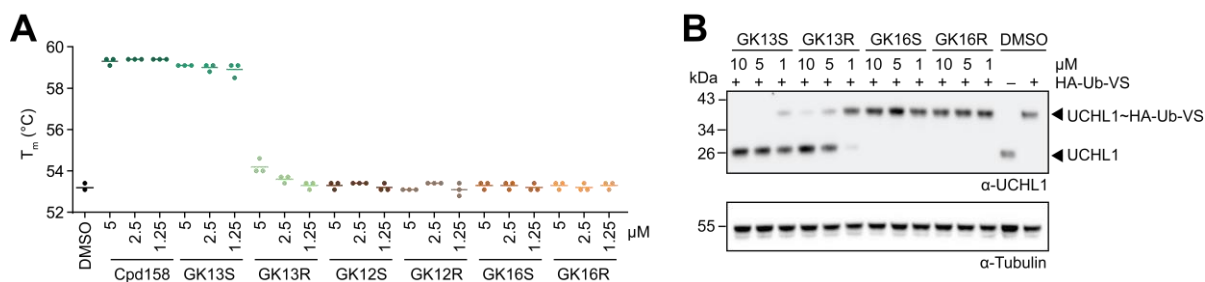 A
60
58
56
54
52
Tm (°C)
DMSO
5
2.5
1.25
5
2.5
1.25
5
2.5
1.25
5
2.5
1.25
5
2.5
1.25
5
2.5
1.25
5
2.5
1.25
μM
Cpd158 GK13S GK13R GK12S GK12R GK16S GK16R
B
GK13S GK13R GK16S GK16R DMSO
10 5 1 10 5 1 10 5 1 10 5 1 μM
kDa + + + + + + + + + + + + – + HA-Ub-VS
43
34
26
UCHL1~HA-Ub-VS
UCHL1
α-UCHL1
55
α-Tubulin